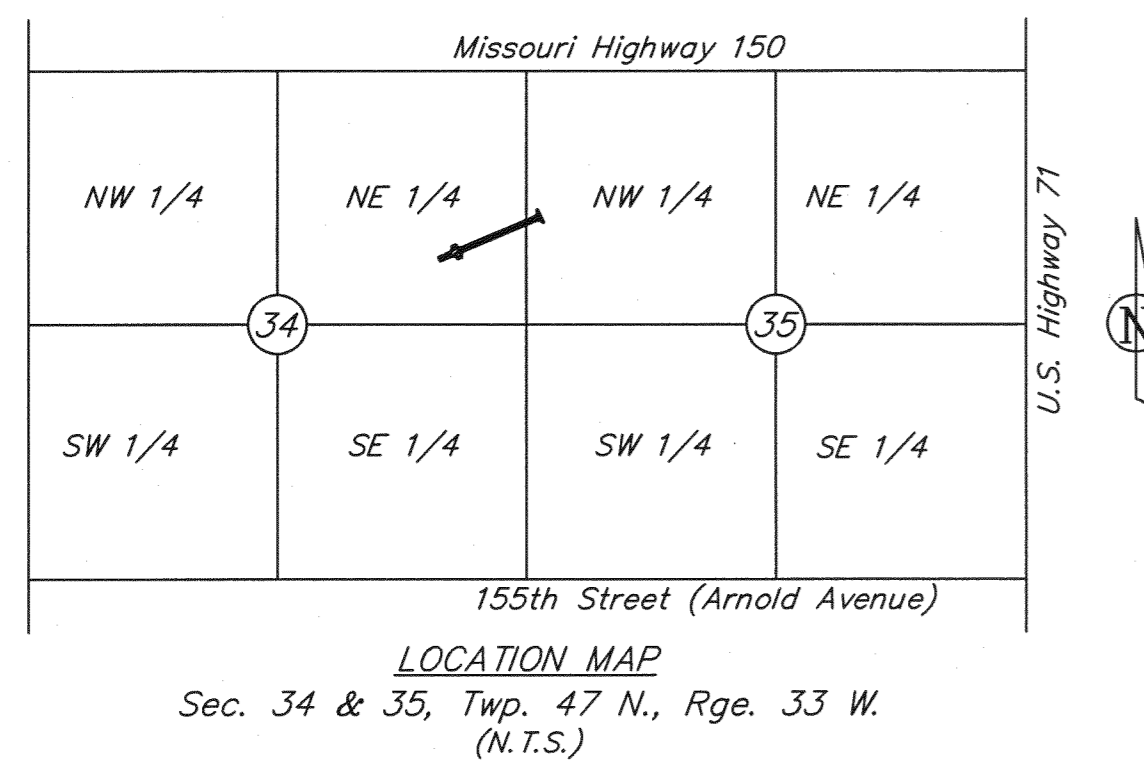 Missouri Highway 150
NW 1/4
NE 1/4
NW 1/4
NE 1/4
U.S. Highway 71
34
35
N
SW 1/4
SE 1/4
SW 1/4
SE 1/4
155th Street (Arnold Avenue)
LOCATION MAP
Sec. 34 & 35, Twp. 47 N., Rge. 33 W.
(N.T.S.)